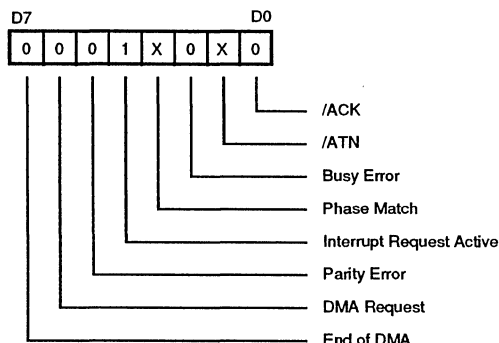 D7 D0
0 0 0 1 X 0 X 0
/ACK
/ATN
Busy Error
Phase Match
Interrupt Request Active
Parity Error
DMA Request
End of DMA